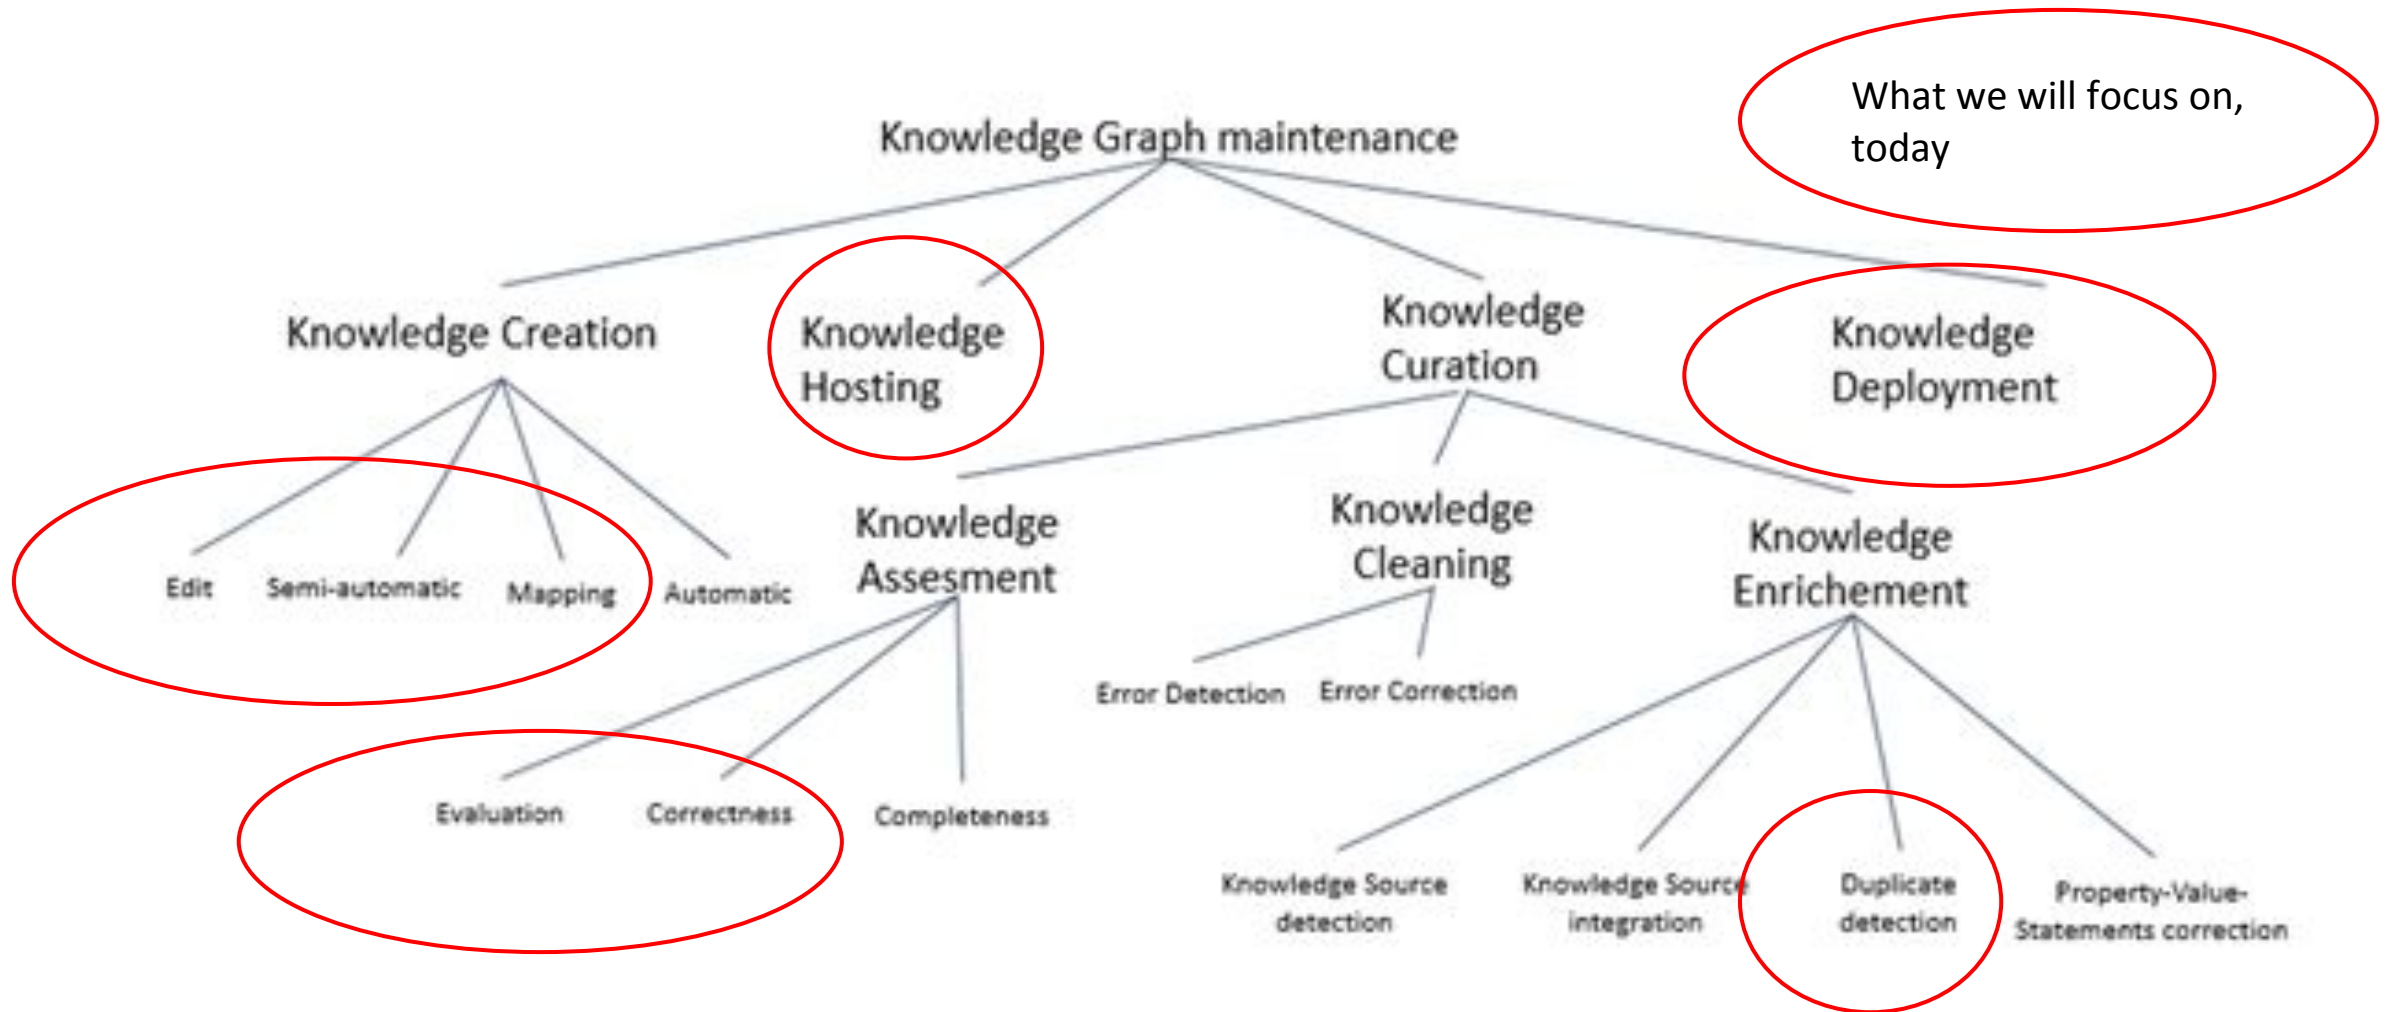 What we will focus on,
today
Knowledge Graph maintenance
Knowledge Creation
Knowledge
Hosting
Knowledge
Curation
Knowledge
Deployment
Edit
Semi-automatic
Mapping
Automatic
Knowledge
Assesment
Knowledge
Cleaning
Knowledge
Enrichement
Evaluation
Correctness
Completeness
Error Detection
Error Correction
Knowledge Source
detection
Knowledge Source
integration
Duplicate
detection
Property-Value-
Statements correction